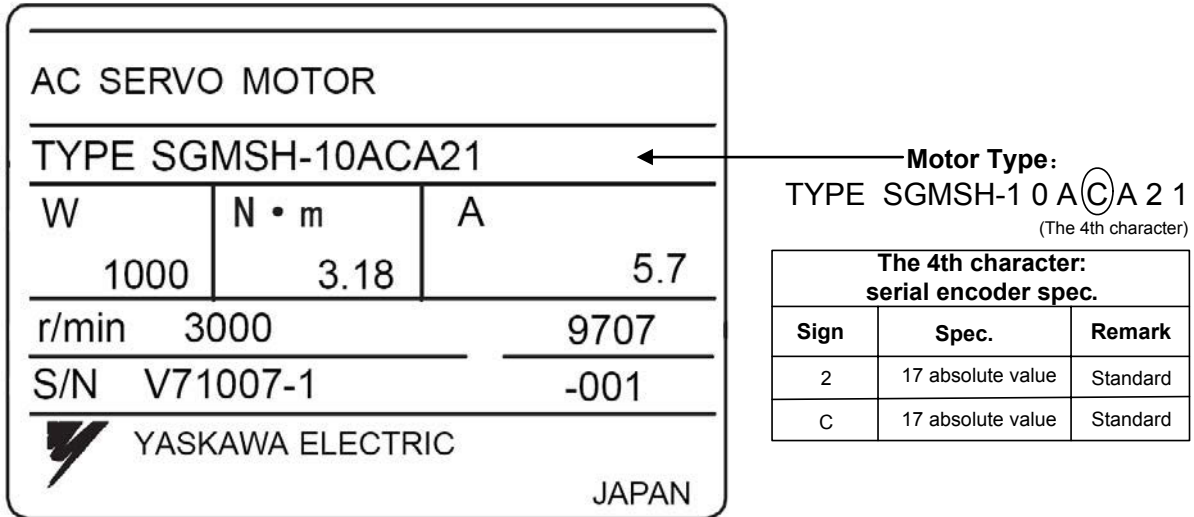 AC SERVO MOTOR
TYPE SGMSH-10ACA21
W N・m A
1000 3.18 5.7
r/min 3000 9707
S/N V71007-1 -001
YASKAWA ELECTRIC
JAPAN
Motor Type：
TYPE SGMSH-1 0 A C A 2 1
(The 4th character)
The 4th character:
serial encoder spec.
Sign Spec. Remark
2 17 absolute value Standard
C 17 absolute value Standard